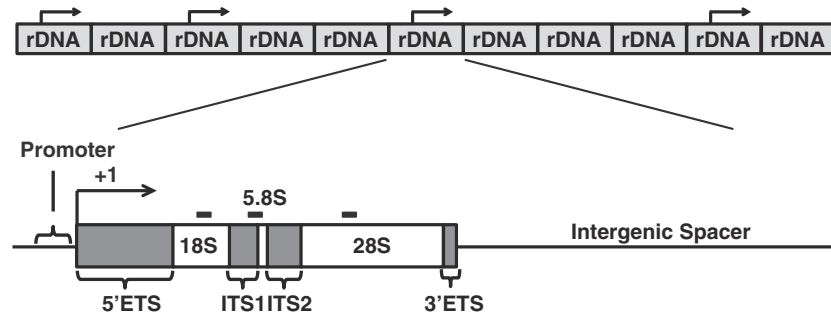 rDNA rDNA rDNA rDNA rDNA rDNA rDNA rDNA rDNA rDNA rDNA
Promoter
+1
5.8S
18S 28S Intergenic Spacer
5'ETS ITS1 ITS2 3'ETS